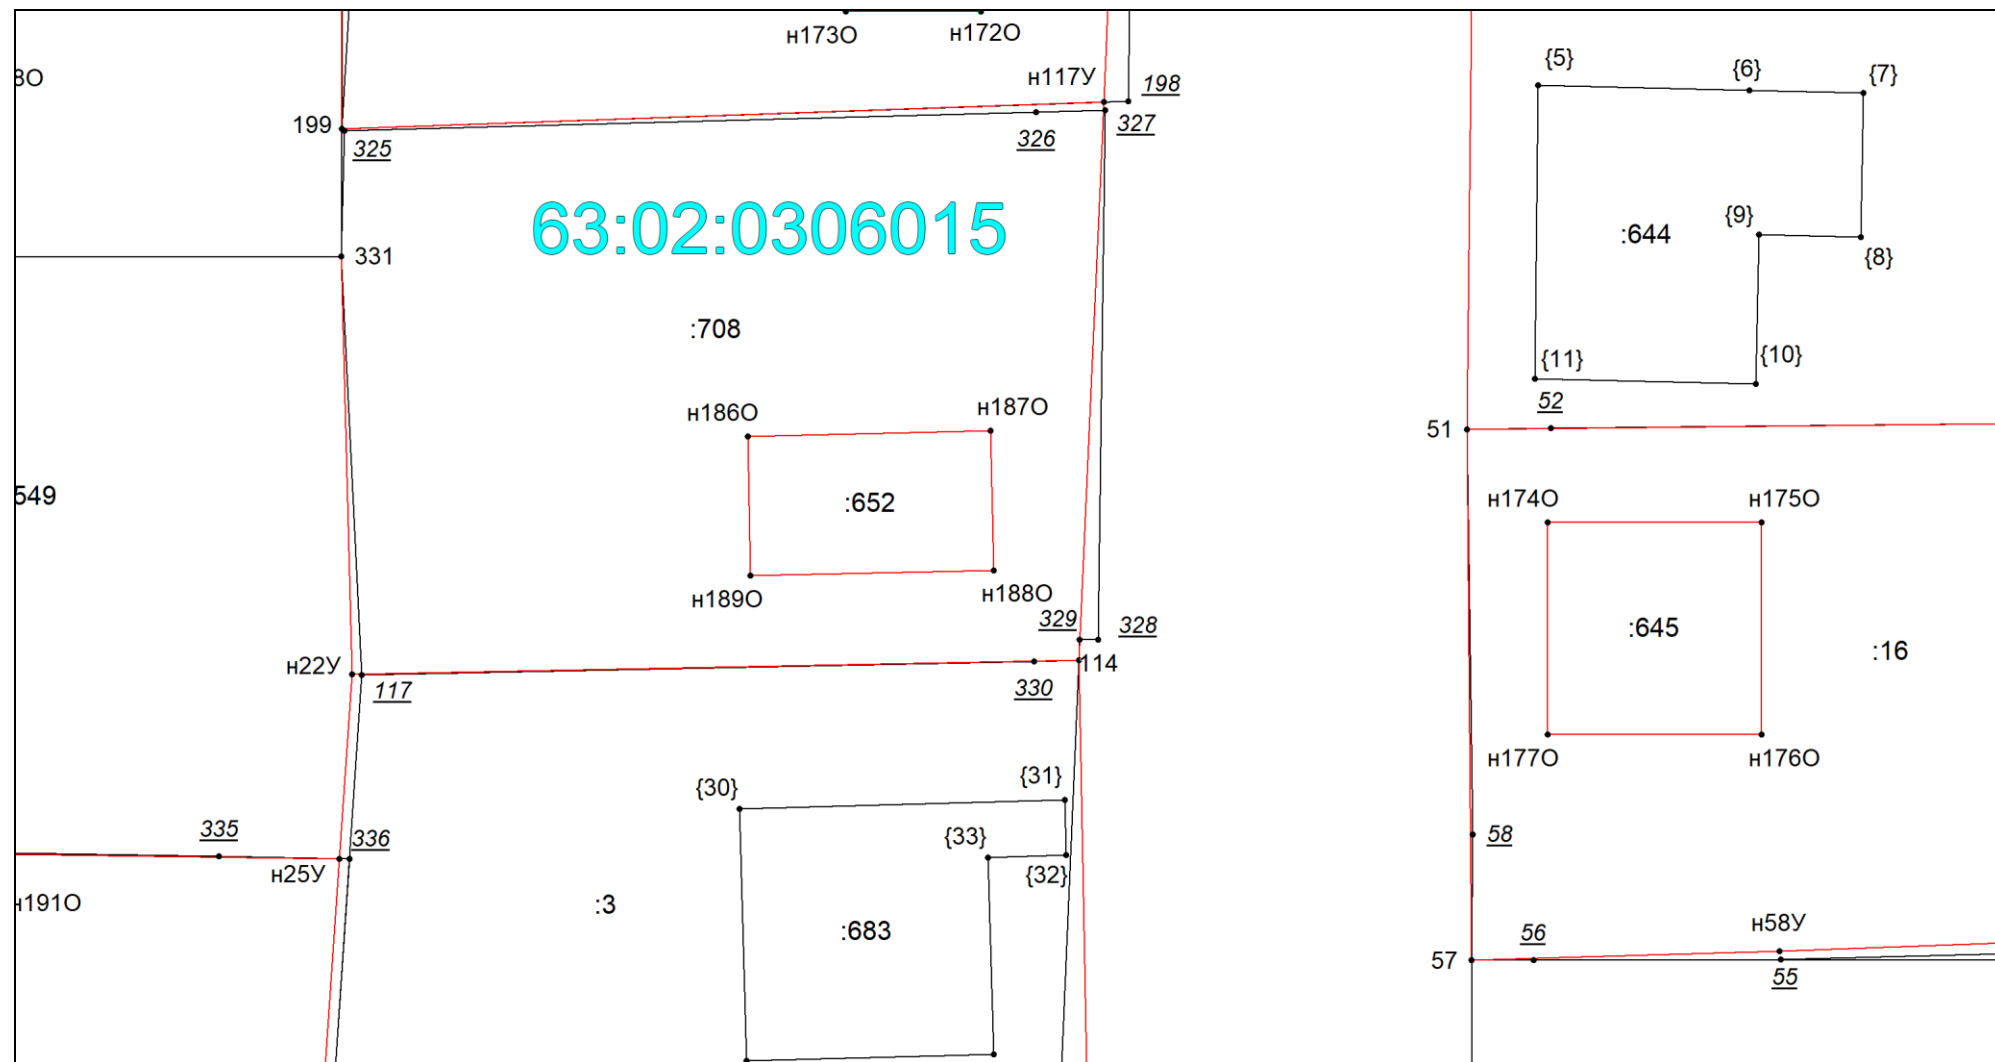 н173О
н172О
{5}
{6}
{7}
8О
н117У
198
199
325
326
327
63:02:0306015
:644
{9}
{8}
331
:708
{11}
{10}
н186О
н187О
52
51
549
:652
н174О
н175О
н189О
н188О
329
328
:645
:16
н22У
117
330
114
{30}
{31}
н177О
н176О
335
336
{33}
58
н25У
{32}
н191О
:3
:683
н58У
56
57
55